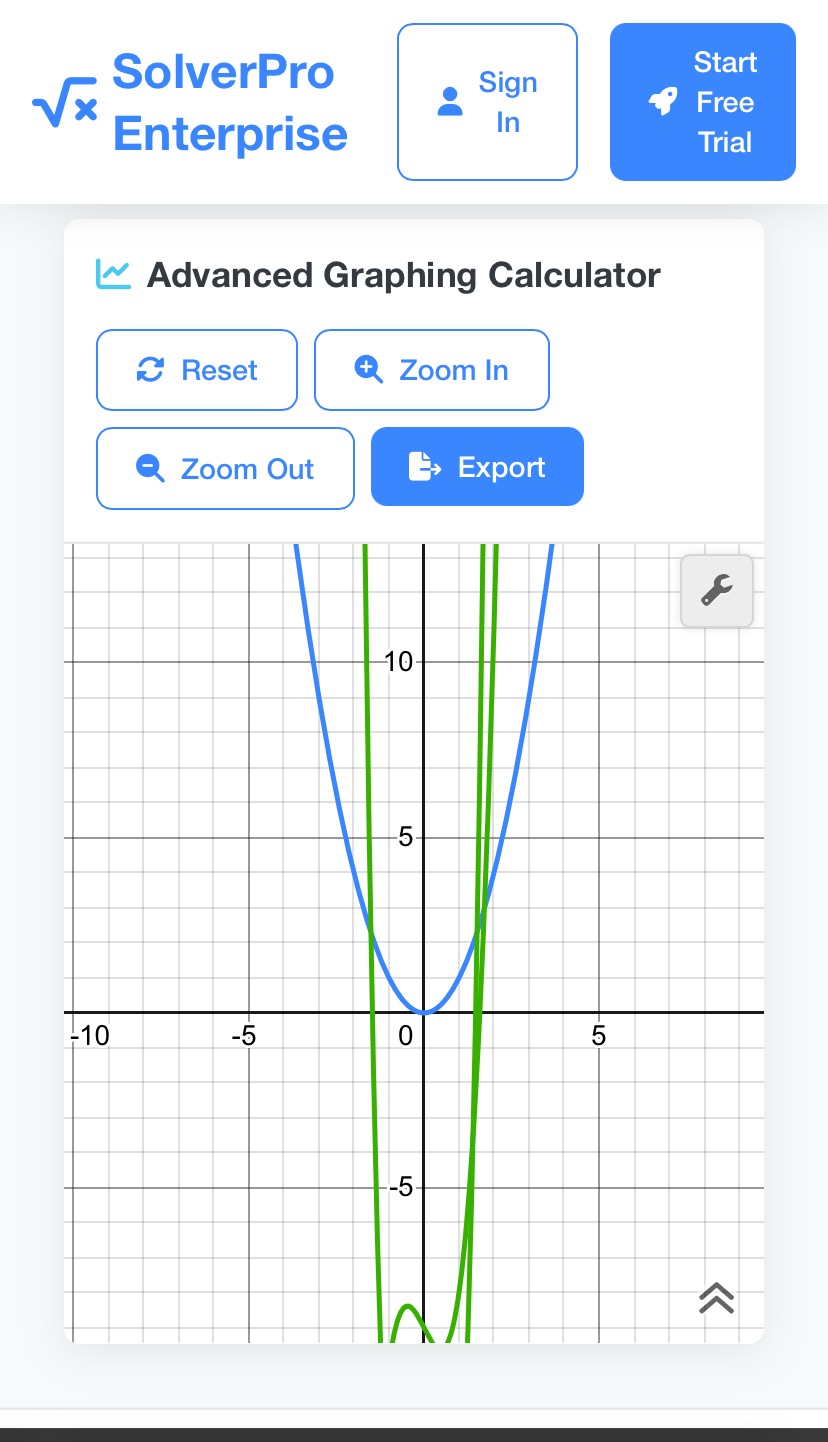 SolverPro
Enterprise
Sign
In
Start
Free
Trial
Advanced Graphing Calculator
Reset
Zoom In
Zoom Out
Export
10
5
-10
-5
0
5
-5